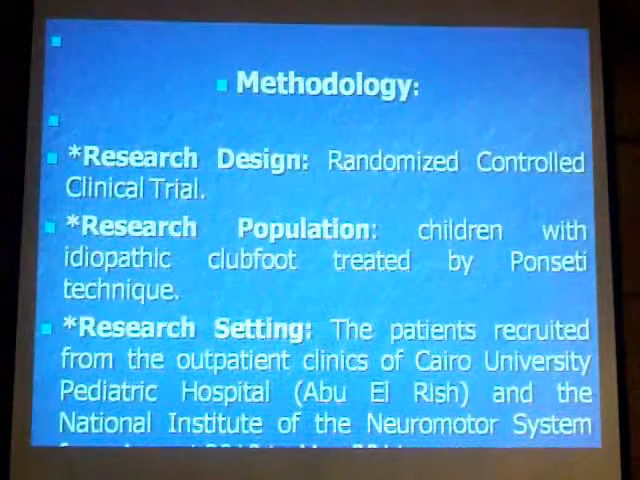 Methodology:
*Research Design: Randomized Controlled
Clinical Trial.
*Research Population: children with
idiopathic clubfoot treated by Ponseti
technique.
*Research Setting: The patients recruited
from the outpatient clinics of Cairo University
Pediatric Hospital (Abu El Rish) and the
National Institute of the Neuromotor System